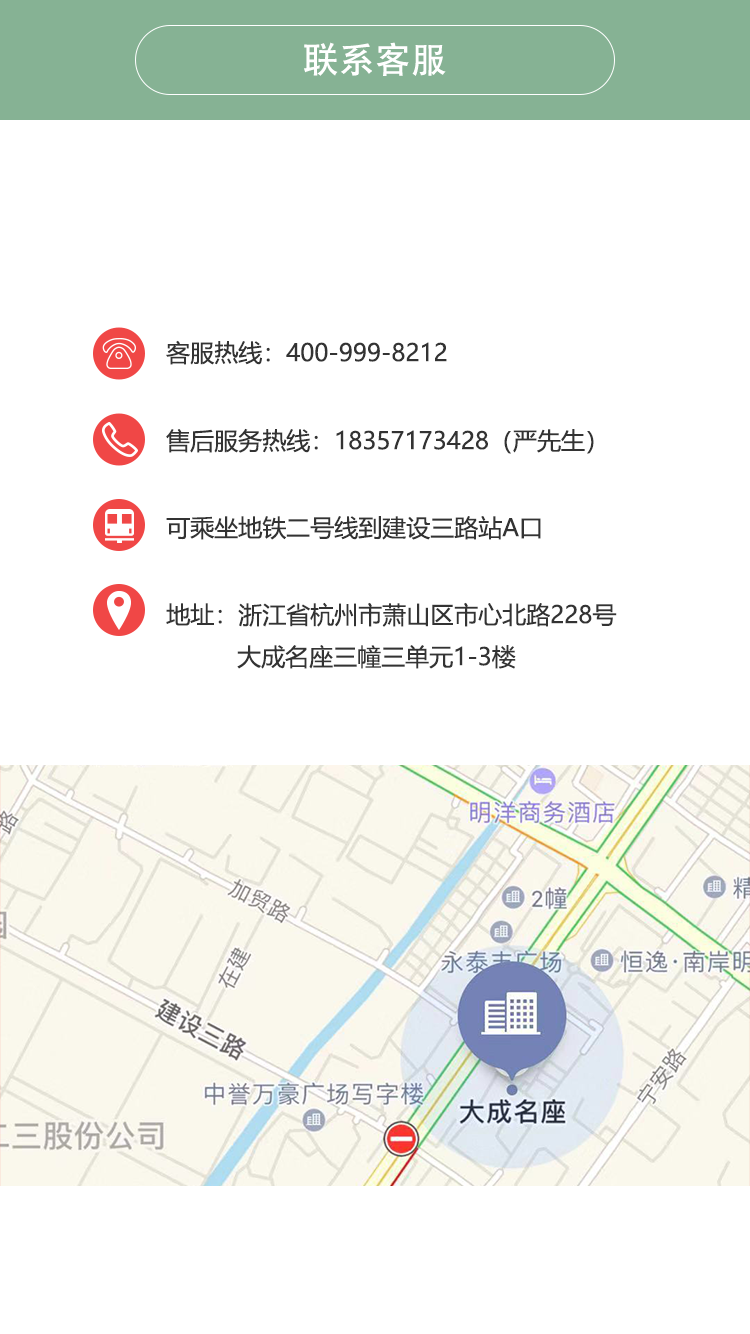 联系客服
客服热线：400-999-8212
售后服务热线：18357173428（严先生）
可乘坐地铁二号线到建设三路站A口
地址：浙江省杭州市萧山区市心北路228号
大成名座三幢三单元1-3楼
明洋商务酒店
路
加贸路
2幢
精
在建
永泰丰广场
恒逸·南岸明
建设三路
宁安路
中誉万豪广场写字楼
大成名座
二三股份公司